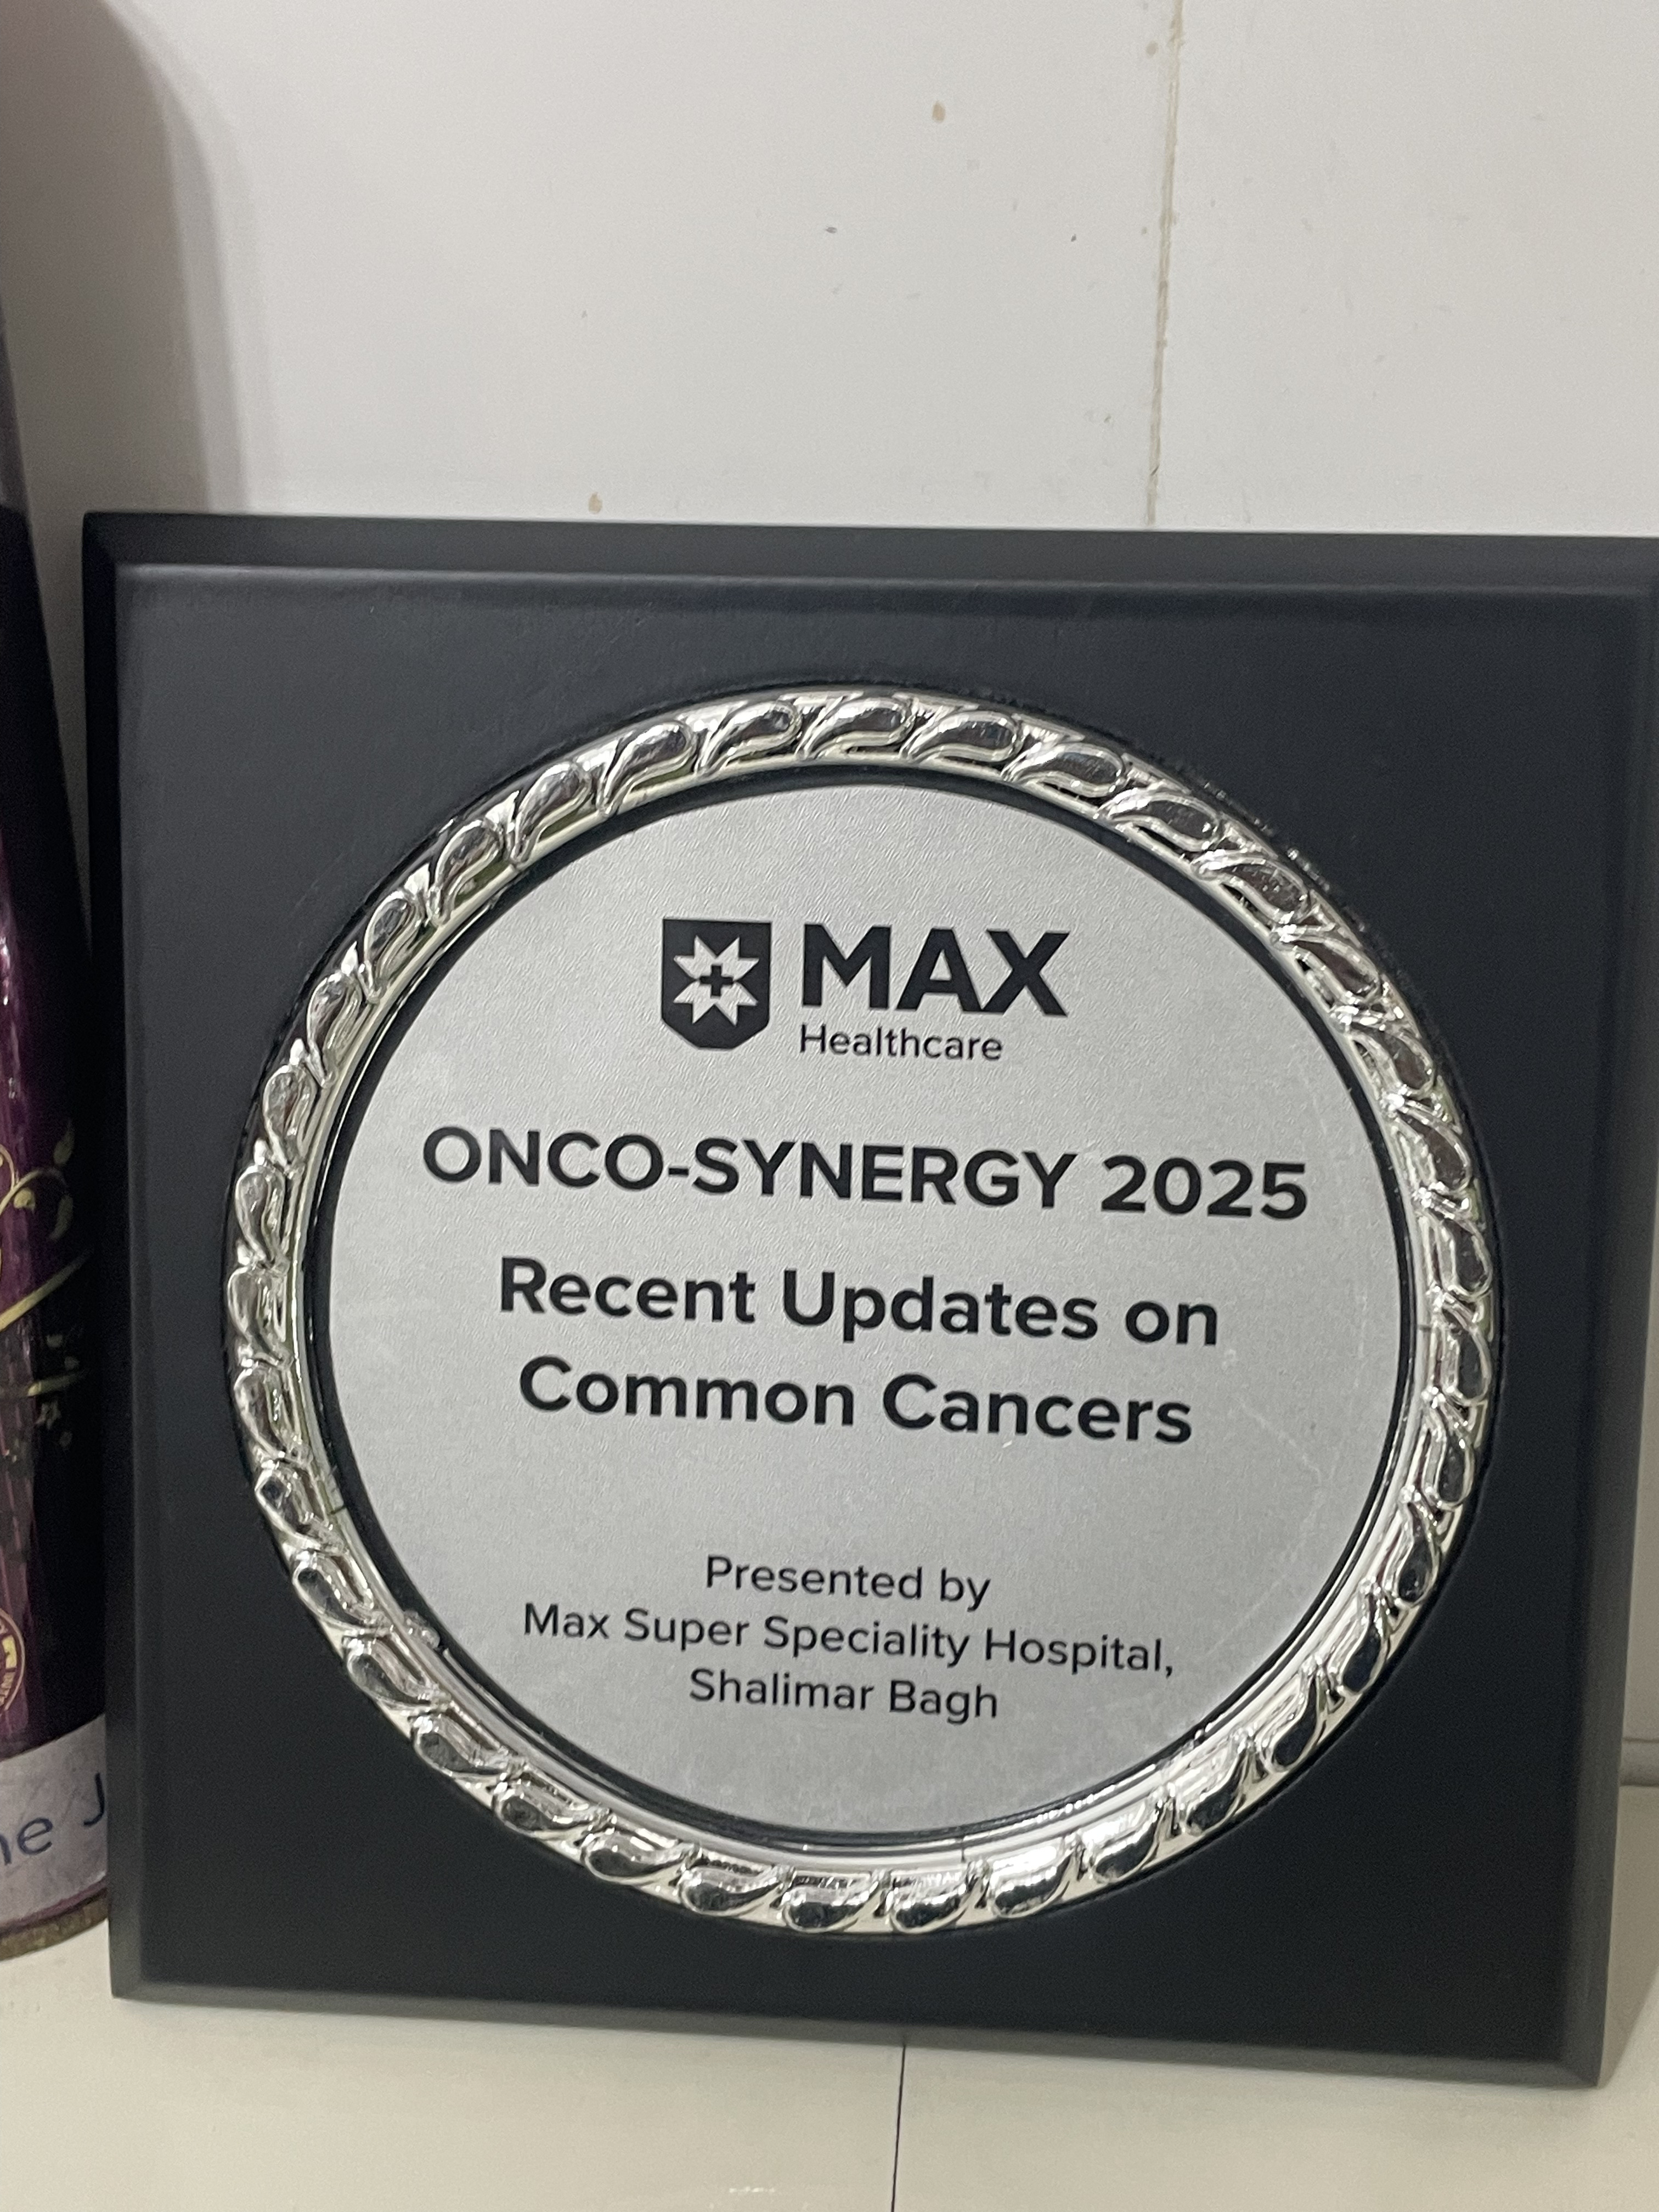 MAX
Healthcare
ONCO-SYNERGY 2025
Recent Updates on
Common Cancers
Presented by
Max Super Speciality Hospital,
Shalimar Bagh